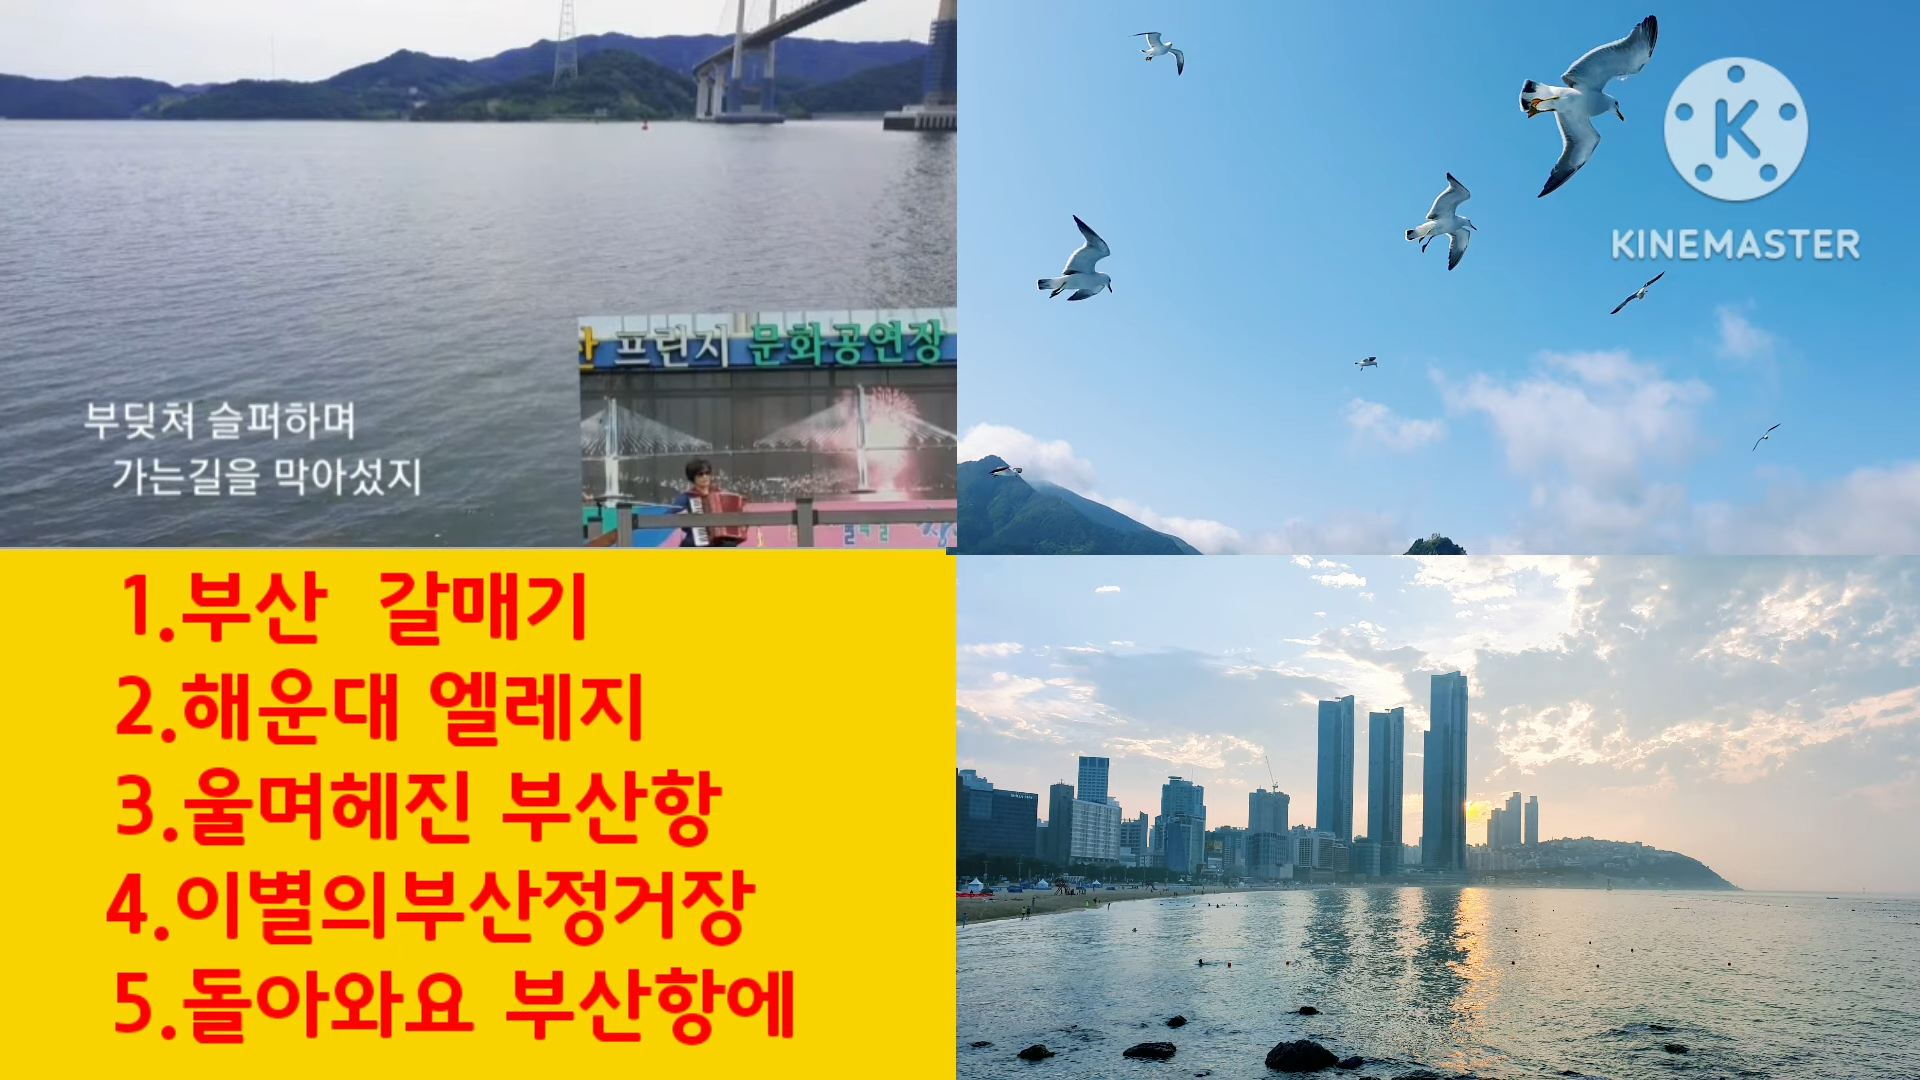 프린지 문화공연장
부딪쳐 슬퍼하며
가는길을 막아섰지
KINEMASTER
1.부산 갈매기
2.해운대 엘레지
3.울며헤진 부산항
4.이별의부산정거장
5.돌아와요 부산항에